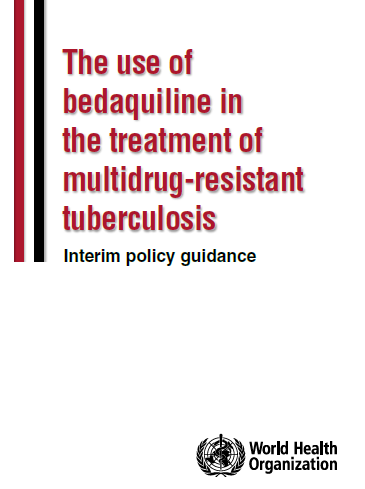 The use of
bedaquiline in
the treatment of
multidrug-resistant
tuberculosis
Interim policy guidance
World Health
Organization